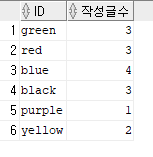 ID 작성글수
1 green 3
2 red 3
3 blue 4
4 black 3
5 purple 1
6 yellow 2